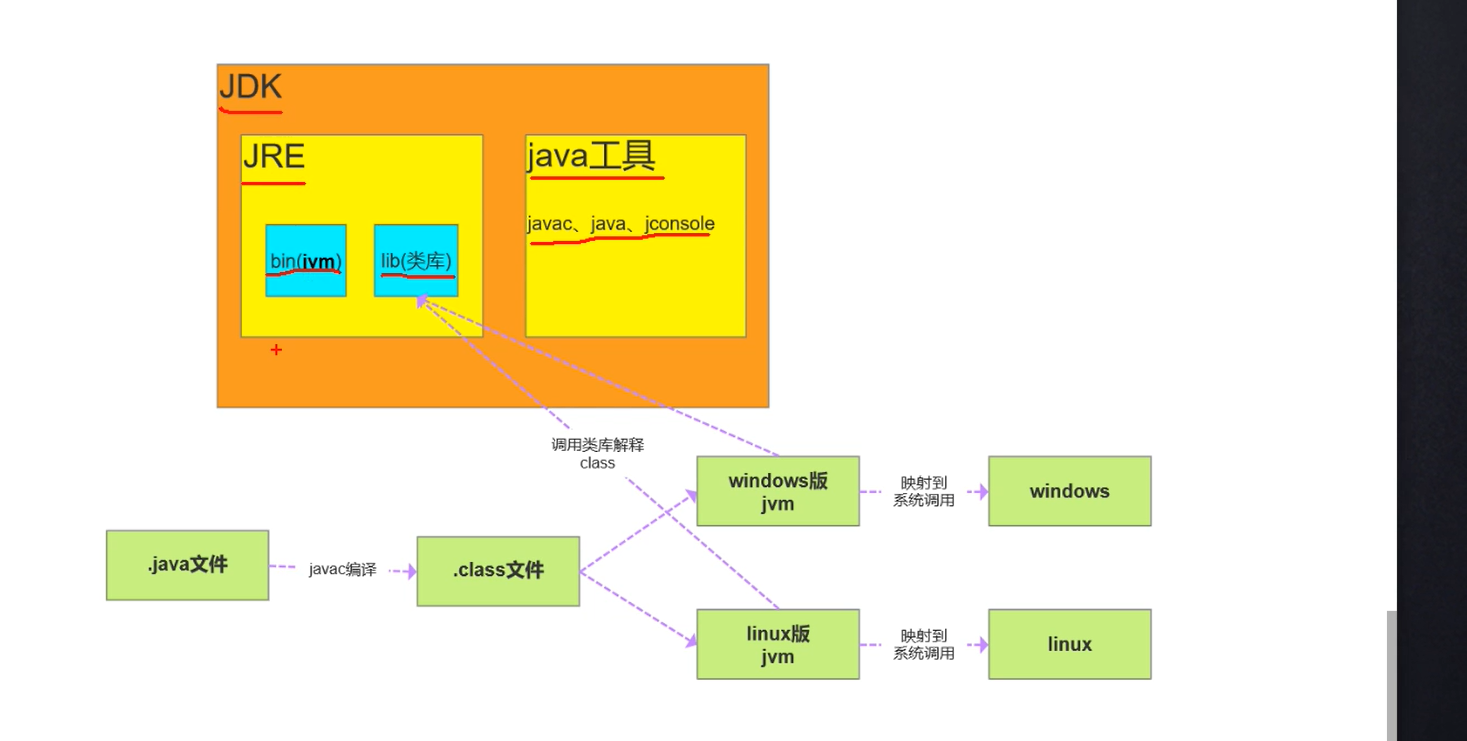 JDK
JRE
java工具
javac、java、jconsole
bin(jvm)
lib(类库)
调用类库解释
class
windows版
jvm
映射到
系统调用
windows
.java文件
javac编译
.class文件
linux版
jvm
映射到
系统调用
linux